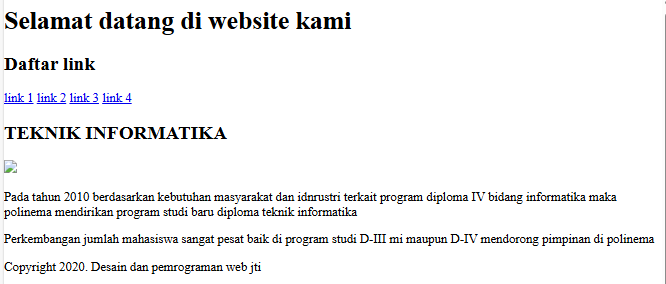 Selamat datang di website kami
Daftar link
link 1 link 2 link 3 link 4
TEKNIK INFORMATIKA
Pada tahun 2010 berdasarkan kebutuhan masyarakat dan idnrustri terkait program diploma IV bidang informatika maka
polinema mendirikan program studi baru diploma teknik informatika
Perkembangan jumlah mahasiswa sangat pesat baik di program studi D-III mi maupun D-IV mendorong pimpinan di polinema
Copyright 2020. Desain dan pemrograman web jti